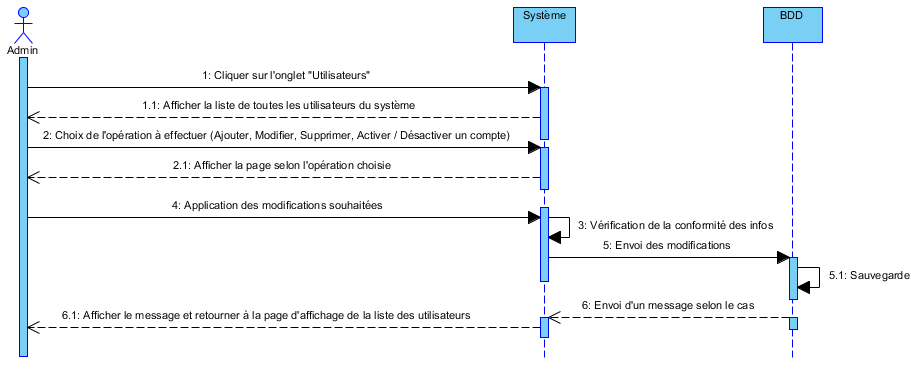 Système
BDD
Admin
1: Cliquer sur l'onglet "Utilisateurs"
1.1: Afficher la liste de toutes les utilisateurs du système
2: Choix de l'opération à effectuer (Ajouter, Modifier, Supprimer, Activer / Désactiver un compte)
2.1: Afficher la page selon l'opération choisie
4: Application des modifications souhaitées
3: Vérification de la conformité des infos
5: Envoi des modifications
5.1: Sauvegarde
6: Envoi d'un message selon le cas
6.1: Afficher le message et retourner à la page d'affichage de la liste des utilisateurs